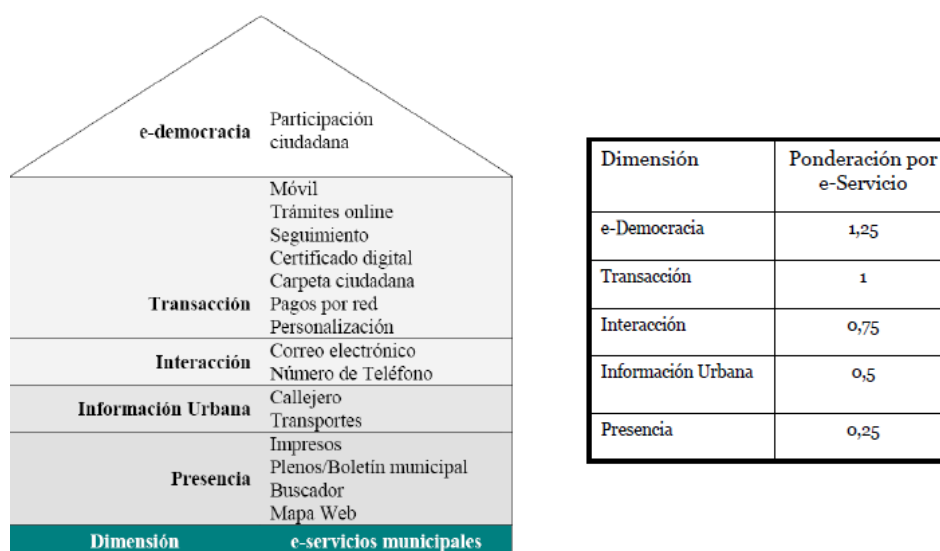 e-democracia Participación
ciudadana
Móvil
Trámites online
Seguimiento
Certificado digital
Carpeta ciudadana
Transacción Pagos por red
Personalización
Interacción Correo electrónico
Número de Teléfono
Información Urbana Callejero
Transportes
Impresos
Plenos/Boletín municipal
Presencia Buscador
Mapa Web
Dimensión e-servicios municipales
Dimensión Ponderación por
e-Servicio
e-Democracia 1,25
Transacción 1
Interacción 0,75
Información Urbana 0,5
Presencia 0,25